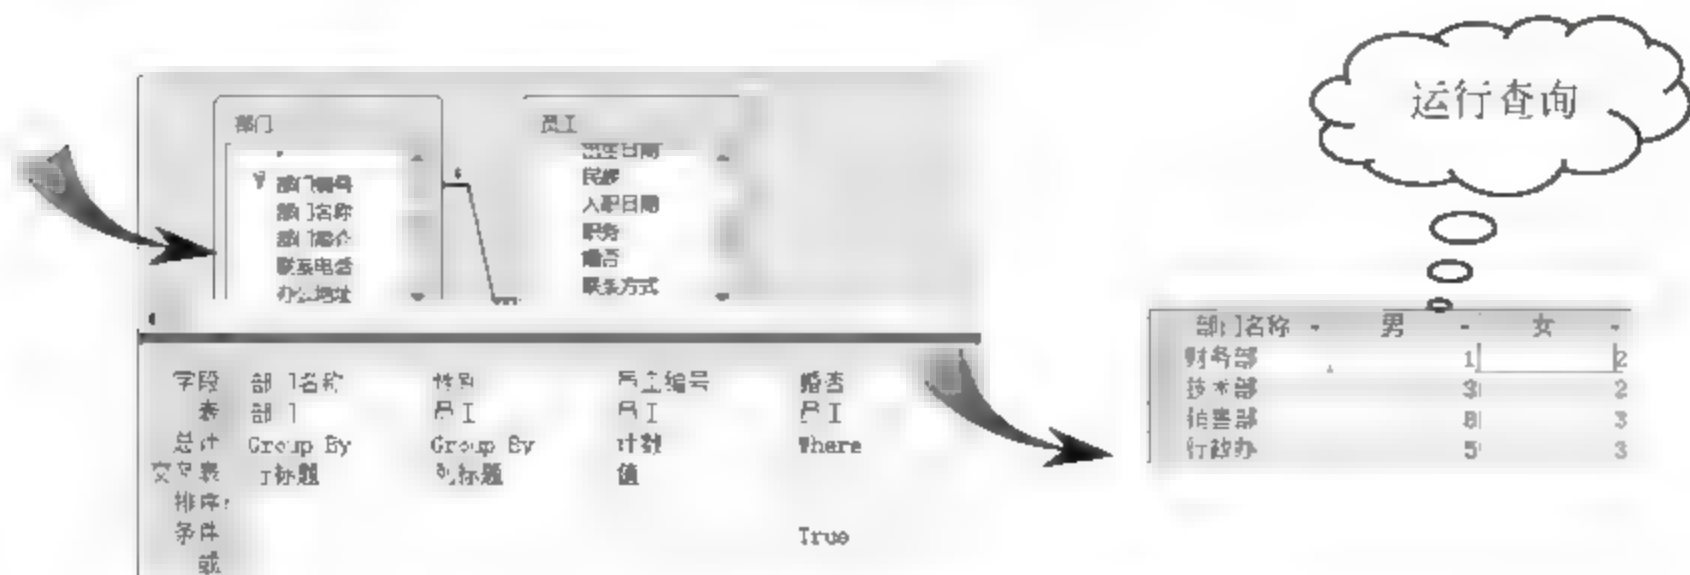 运行查询
部门
部门编号
部门名称
部门简介
联系电话
办公地址
员工
出生日期
民族
入职日期
职务
婚否
联系方式
字段 部门名称 性别 员工编号 婚否
表 部门 员工 员工 员工
总计 Group By Group By 计数 Where
交叉表 行标题 列标题 值
排序:
条件 True
或
部门名称 男 女
财务部 1 2
技术部 3 2
销售部 8 3
行政办 5 3